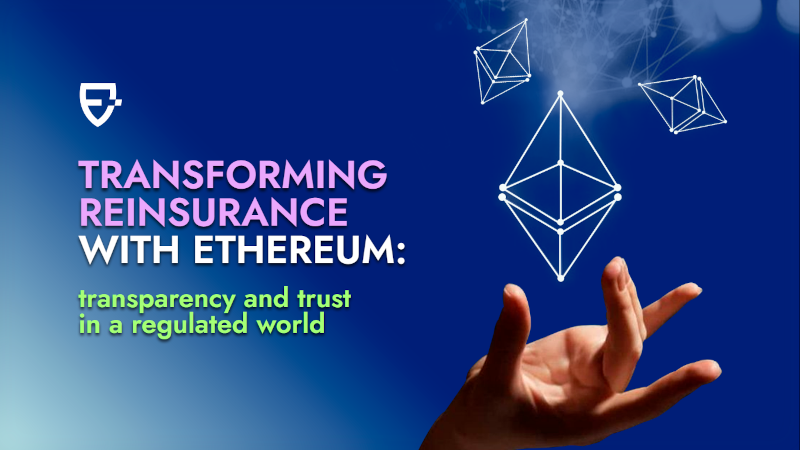 TRANSFORMING
REINSURANCE
WITH ETHEREUM:
transparency and trust
in a regulated world